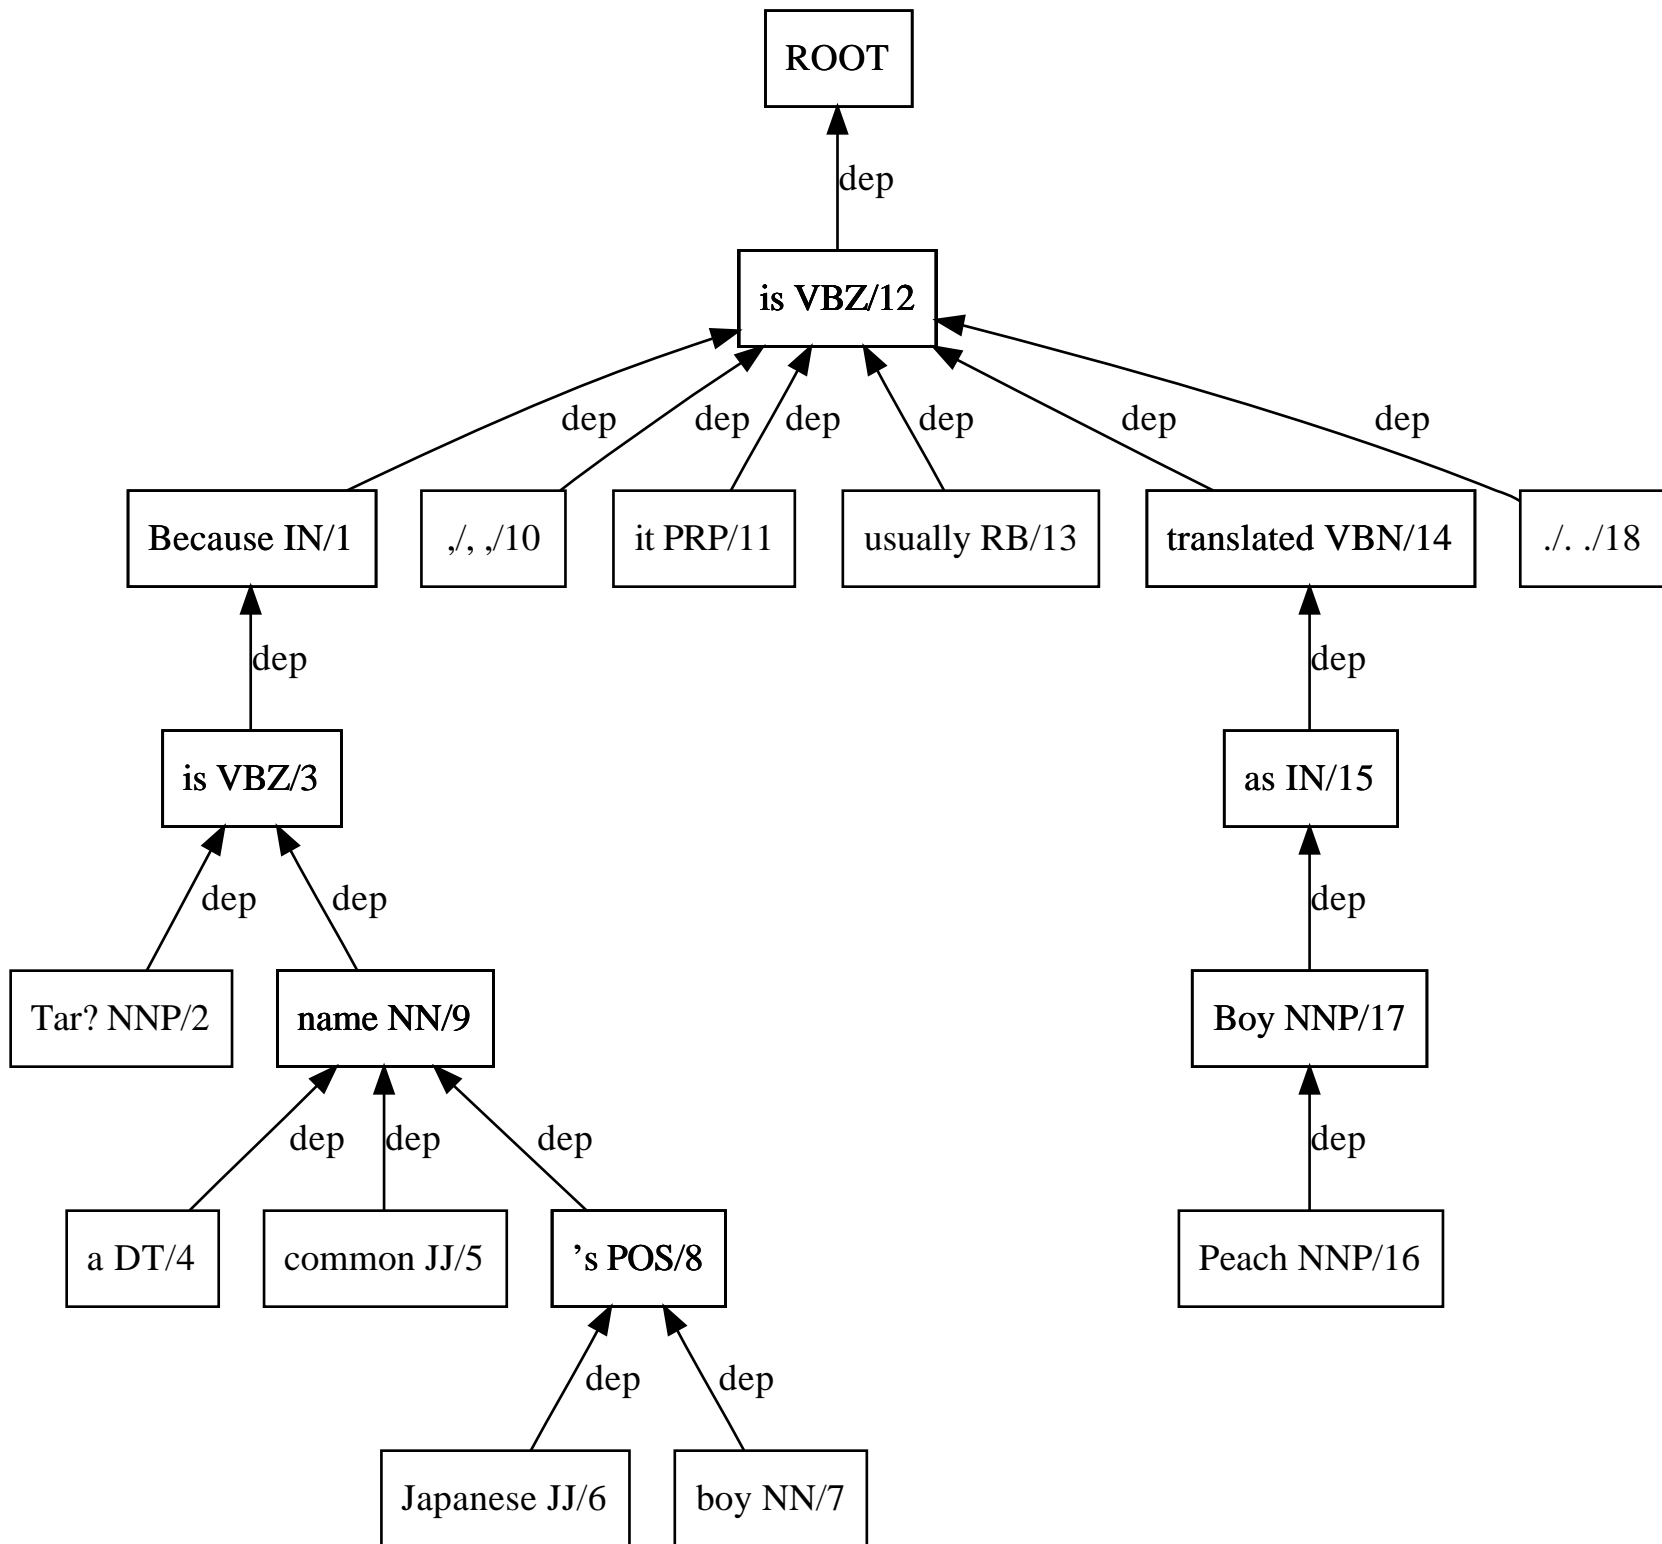 ROOT
dep
is VBZ/12
dep dep dep dep dep dep
Because IN/1 ,/, ,/10 it PRP/11 usually RB/13 translated VBN/14 ./. ./18
dep dep
is VBZ/3 as IN/15
dep dep dep
Tar? NNP/2 name NN/9 Boy NNP/17
dep dep dep dep
a DT/4 common JJ/5 ’s POS/8 Peach NNP/16
dep dep
Japanese JJ/6 boy NN/7